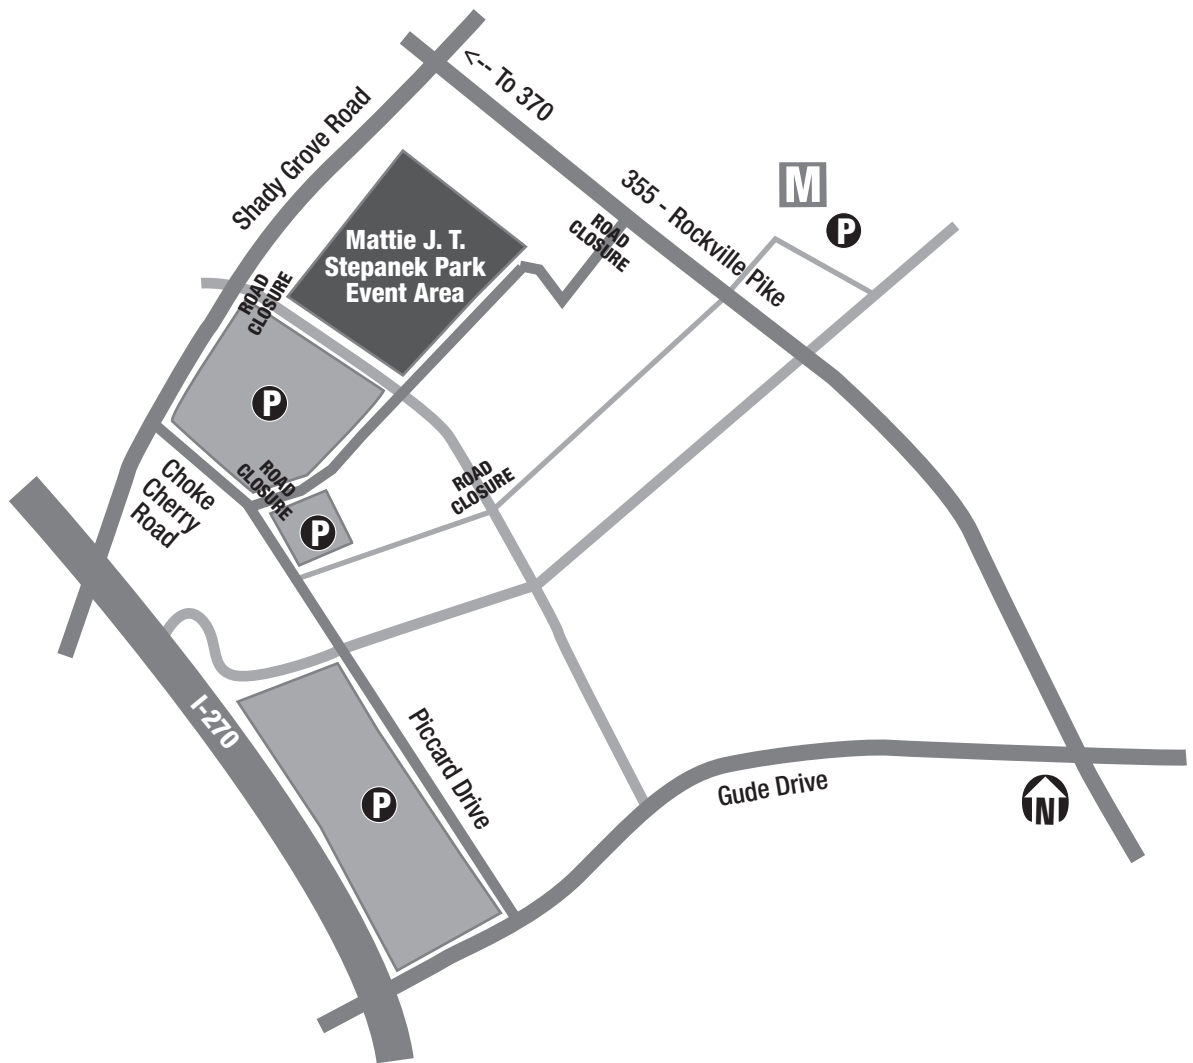 <-- To 370
Shady Grove Road
355 - Rockville Pike
M
P
ROAD
CLOSURE
Mattie J. T.
Stepanek Park
Event Area
ROAD
CLOSURE
P
ROAD
CLOSURE
ROAD
CLOSURE
Choke
Cherry
Road
P
I-270
Piccard Drive
P
Gude Drive
N